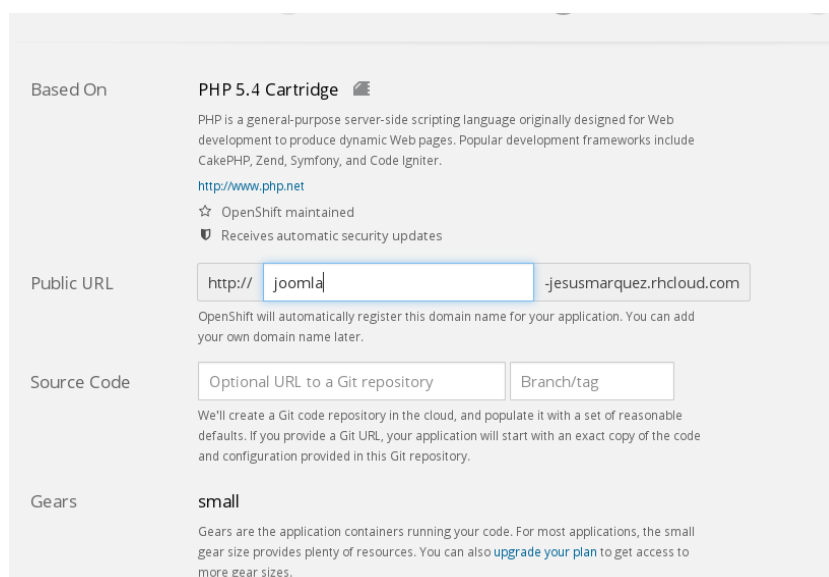 Based On
PHP 5.4 Cartridge
PHP is a general-purpose server-side scripting language originally designed for Web
development to produce dynamic Web pages. Popular development frameworks include
CakePHP, Zend, Symfony, and Code Igniter.
http://www.php.net
OpenShift maintained
Receives automatic security updates
Public URL
http:// joomla -jesusmarquez.rhcloud.com
OpenShift will automatically register this domain name for your application. You can add
your own domain name later.
Source Code
Optional URL to a Git repository
Branch/tag
We'll create a Git code repository in the cloud, and populate it with a set of reasonable
defaults. If you provide a Git URL, your application will start with an exact copy of the code
and configuration provided in this Git repository.
Gears
small
Gears are the application containers running your code. For most applications, the small
gear size provides plenty of resources. You can also upgrade your plan to get access to
more gear sizes.